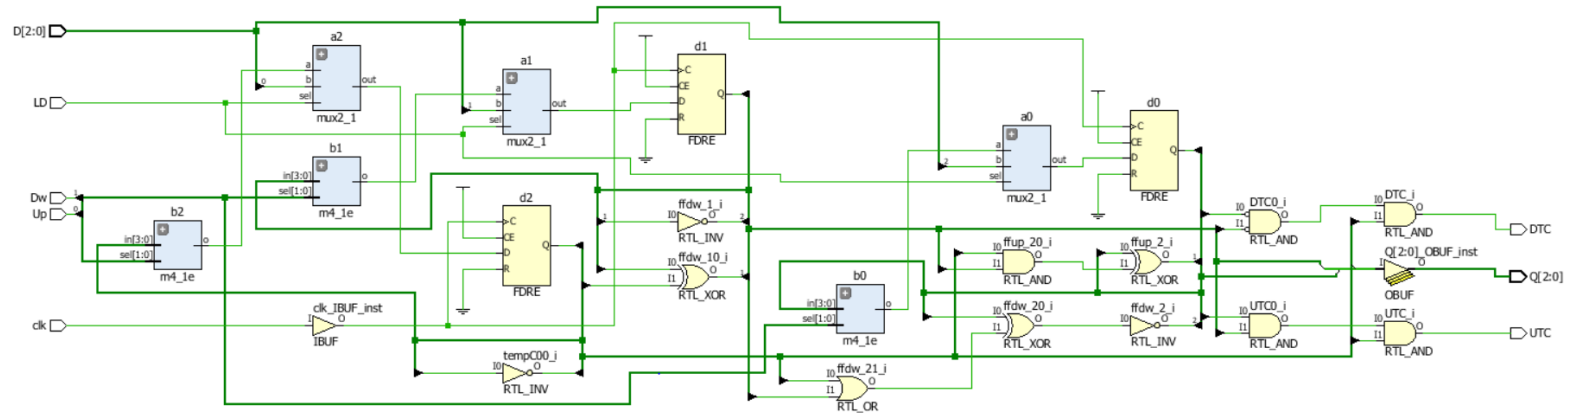 D[2:0]
LD
Dw
1
Up
0
clk
a2
a
b
sel
0
out
mux2_1
b1
in[3:0]
sel[1:0]
o
m4_1e
b2
in[3:0]
sel[1:0]
o
m4_1e
clk_IBUF_inst
I
O
IBUF
a1
a
b
sel
1
out
mux2_1
d2
C
CE
D
R
Q
FDRE
tempC00_i
I0
O
RTL_INV
d1
C
CE
D
R
Q
FDRE
ffdw_1_i
1
I0
O
2
RTL_INV
ffdw_10_i
I0
I1
O
1
RTL_XOR
b0
in[3:0]
sel[1:0]
o
m4_1e
ffdw_21_i
I0
I1
O
RTL_OR
a0
a
b
sel
2
out
mux2_1
ffup_20_i
I0
I1
O
RTL_AND
ffdw_20_i
I0
I1
O
RTL_XOR
d0
C
CE
D
R
Q
FDRE
ffup_2_i
I0
I1
O
1
RTL_XOR
ffdw_2_i
I0
O
2
RTL_INV
DTC0_i
I0
I1
O
RTL_AND
UTC0_i
I0
I1
O
RTL_AND
DTC_i
I0
I1
O
RTL_AND
Q[2:0]_OBUF_inst
I
O
OBUF
UTC_i
I0
I1
O
RTL_AND
DTC
Q[2:0]
UTC